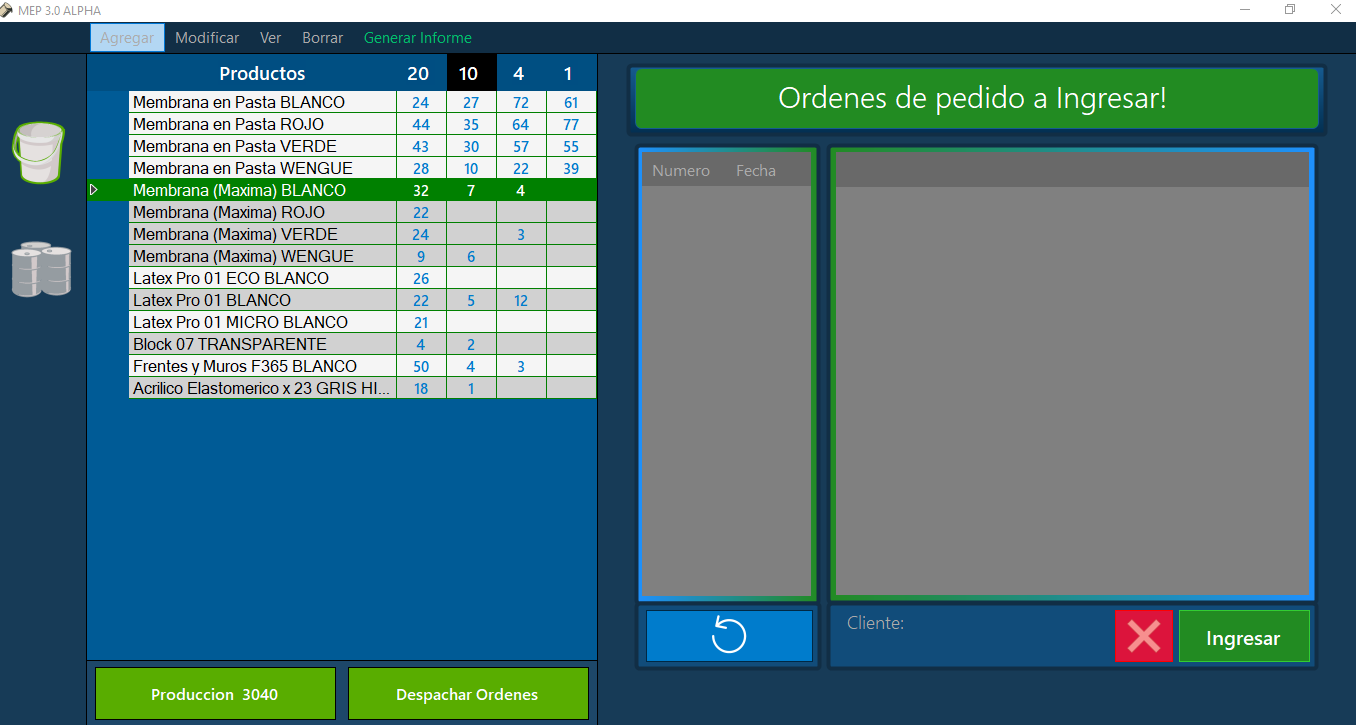 MEP 3.0 ALPHA
Agregar Modificar Ver Borrar Generar Informe
Productos 20 10 4 1
Membrana en Pasta BLANCO 24 27 72 61
Membrana en Pasta ROJO 44 35 64 77
Membrana en Pasta VERDE 43 30 57 55
Membrana en Pasta WENGUE 28 10 22 39
Membrana (Maxima) BLANCO 32 7 4
Membrana (Maxima) ROJO 22
Membrana (Maxima) VERDE 24 3
Membrana (Maxima) WENGUE 9 6
Latex Pro 01 ECO BLANCO 26
Latex Pro 01 BLANCO 22 5 12
Latex Pro 01 MICRO BLANCO 21
Block 07 TRANSPARENTE 4 2
Frentes y Muros F365 BLANCO 50 4 3
Acrilico Elastomerico x 23 GRIS HI... 18 1
Produccion 3040
Despachar Ordenes
Ordenes de pedido a Ingresar!
Numero Fecha
Cliente:
Ingresar